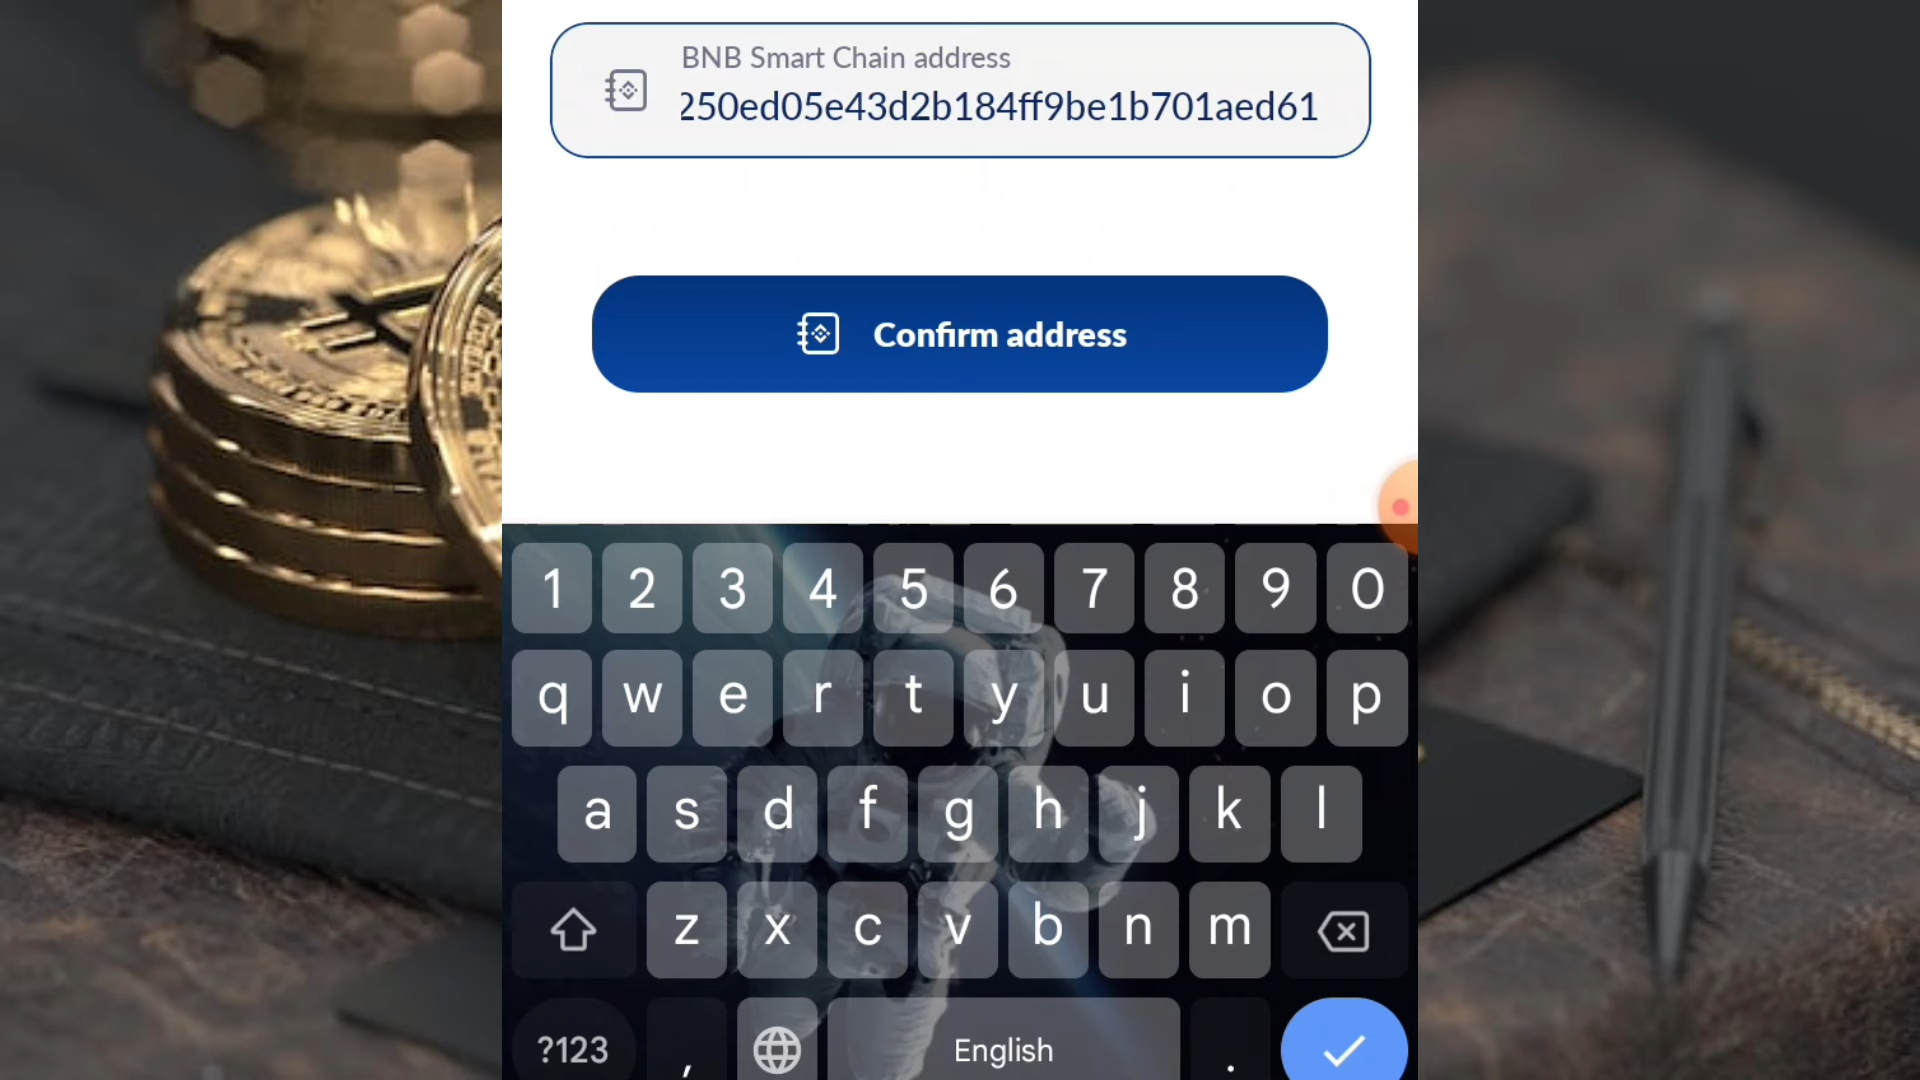 BNB Smart Chain address
250ed05e43d2b184ff9be1b701aed61
Confirm address
1 2 3 4 5 6 7 8 9 0
q w e r t y u i o p
a s d f g h j k l
z x c v b n m
?123 , English .